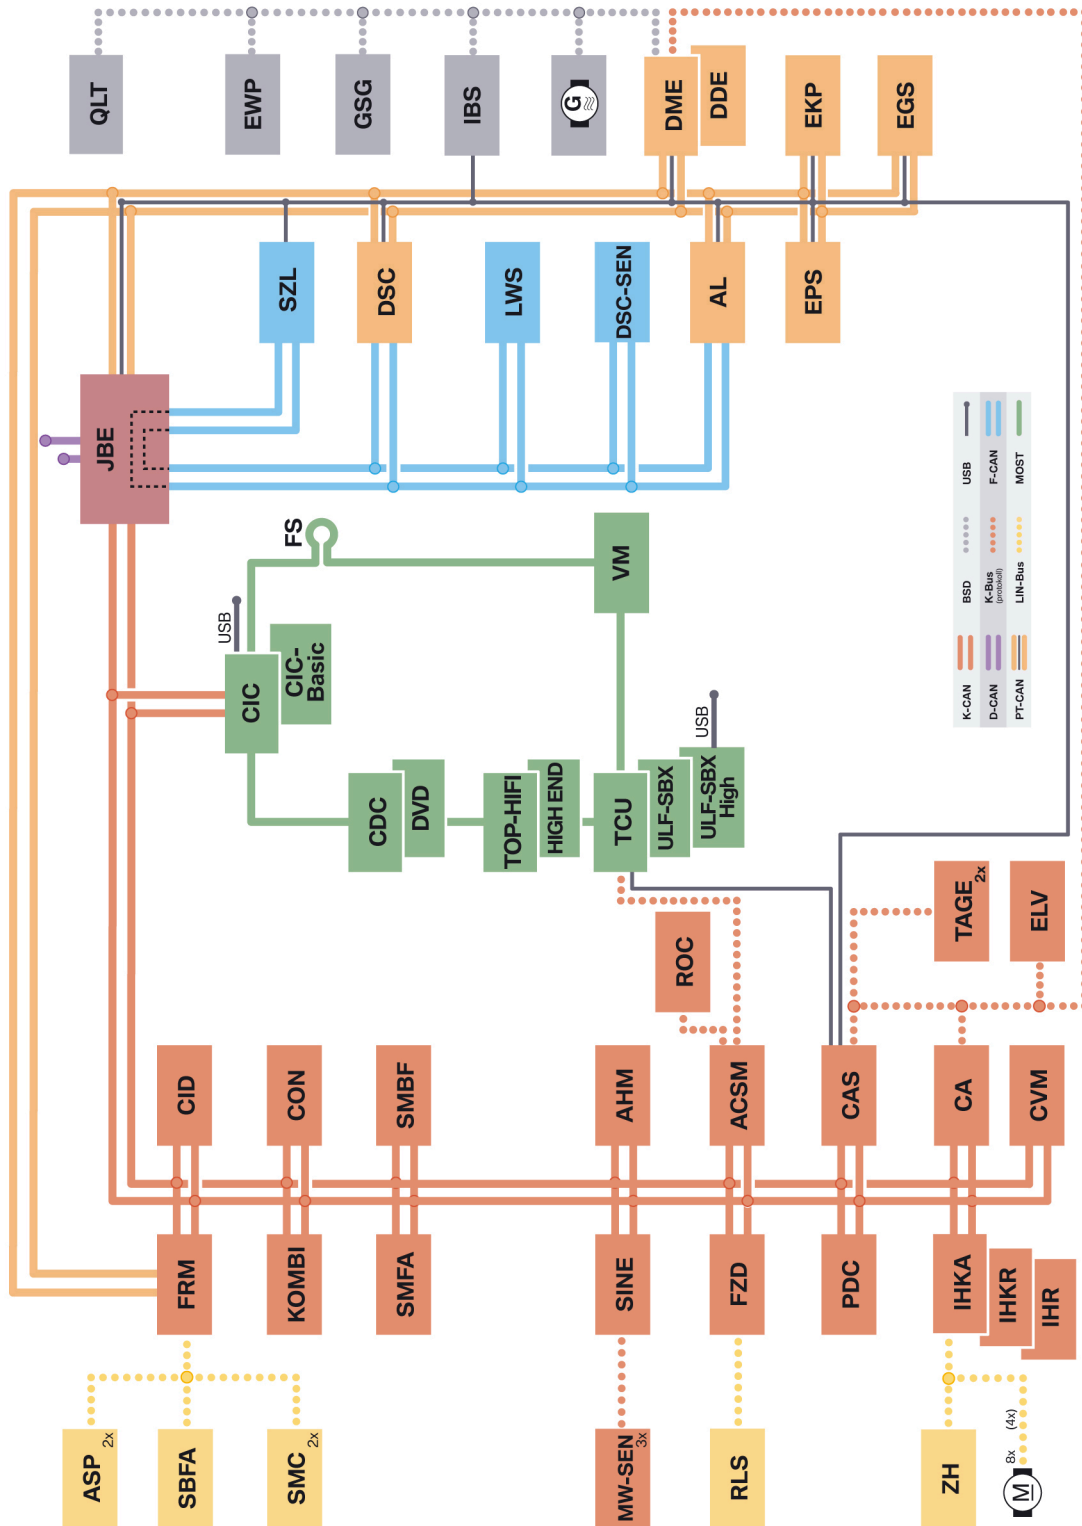 QLT
EWP
GSG
IBS
G
DME
DDE
EKP
EGS
SZL
DSC
LWS
DSC-SEN
AL
EPS
JBE
FS
VM
USB
CIC
CIC-
Basic
CDC
DVD
TOP-HIFI
HIGH END
TCU
ULF-SBX
ULF-SBX
High
USB
K-CAN
BSD
USB
D-CAN
K-Bus
(protokoll)
F-CAN
PT-CAN
LIN-Bus
MOST
ROC
TAGE
2x
ELV
CID
CON
SMBF
AHM
ACSM
CAS
CA
CVM
FRM
KOMBI
SMFA
SINE
FZD
PDC
IHKA
IHKR
IHR
ASP
2x
SBFA
SMC
2x
MW-SEN
3x
RLS
ZH
M
8x (4x)